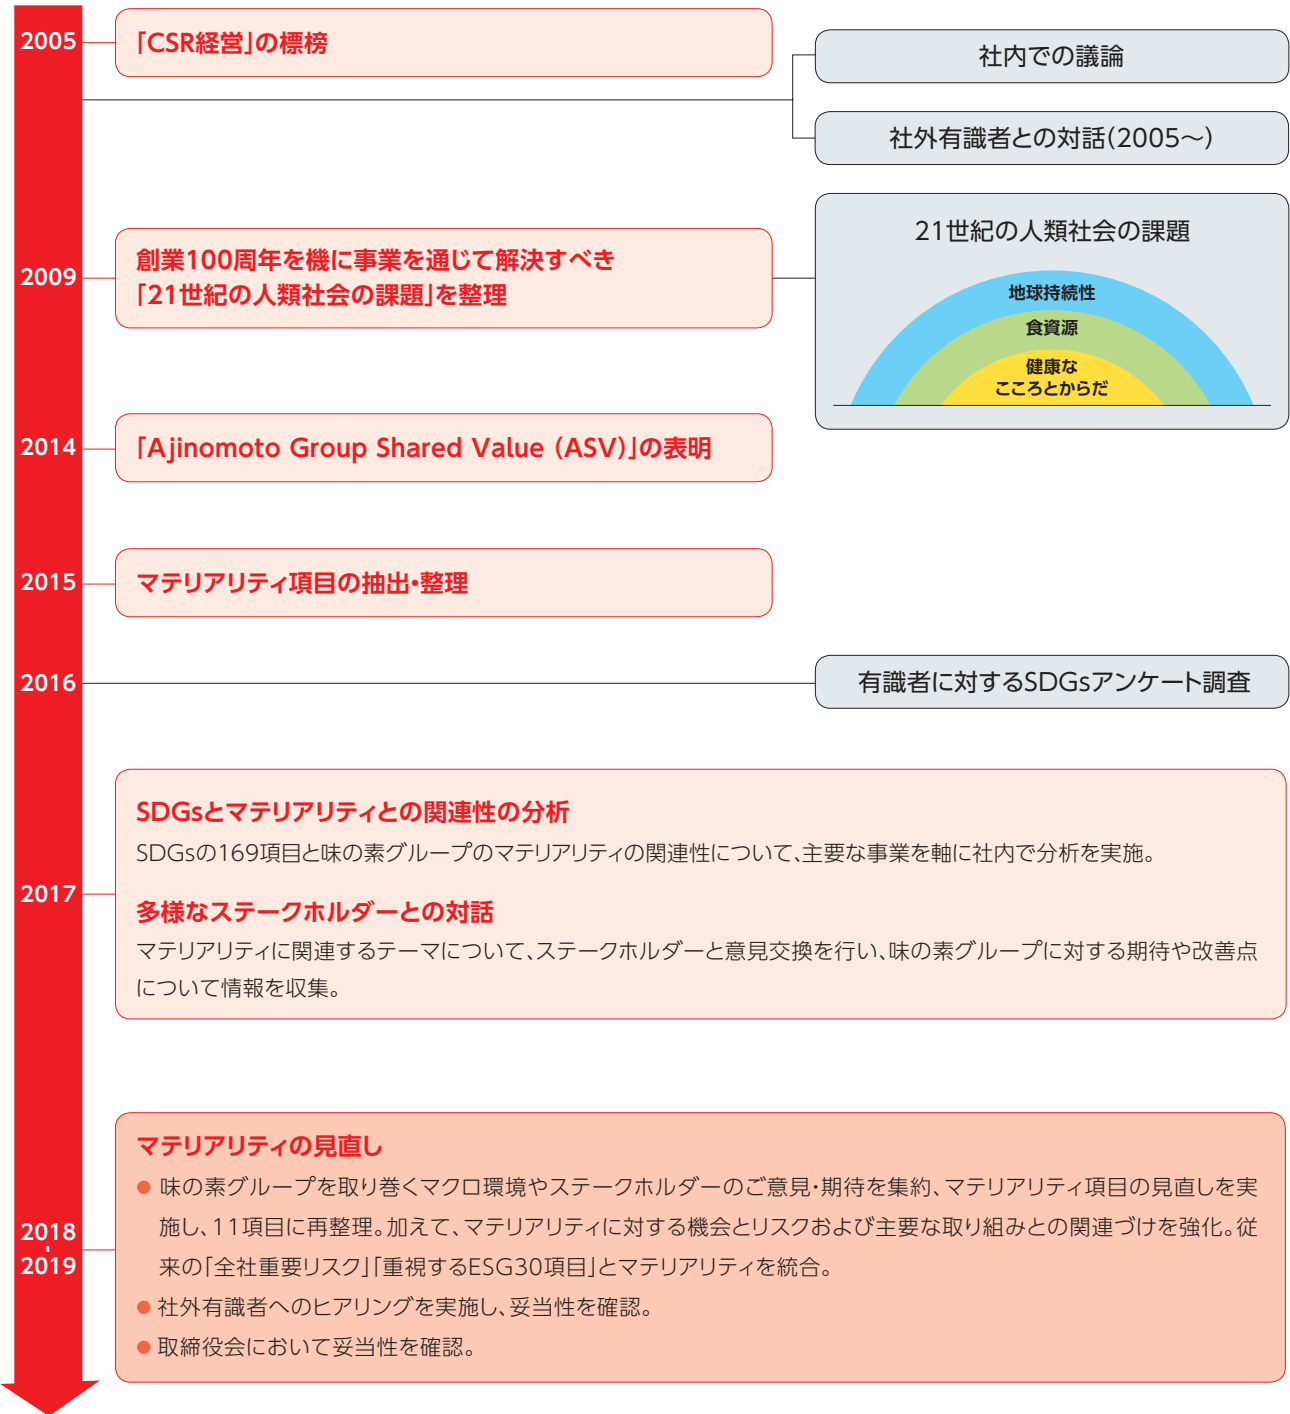 2005
「CSR経営」の標榜
社内での議論
社外有識者との対話(2005〜)
2009
創業100周年を機に事業を通じて解決すべき
「21世紀の人類社会の課題」を整理
21世紀の人類社会の課題
地球持続性
食資源
健康な
こころとからだ
2014
「Ajinomoto Group Shared Value (ASV)」の表明
2015
マテリアリティ項目の抽出・整理
2016
有識者に対するSDGsアンケート調査
2017
SDGsとマテリアリティとの関連性の分析
SDGsの169項目と味の素グループのマテリアリティの関連性について、主要な事業を軸に社内で分析を実施。
多様なステークホルダーとの対話
マテリアリティに関連するテーマについて、ステークホルダーと意見交換を行い、味の素グループに対する期待や改善点
について情報を収集。
2018
-
2019
マテリアリティの見直し
● 味の素グループを取り巻くマクロ環境やステークホルダーのご意見・期待を集約、マテリアリティ項目の見直しを実
施し、11項目に再整理。加えて、マテリアリティに対する機会とリスクおよび主要な取り組みとの関連づけを強化。従
来の「全社重要リスク」「重視するESG30項目」とマテリアリティを統合。
● 社外有識者へのヒアリングを実施し、妥当性を確認。
● 取締役会において妥当性を確認。